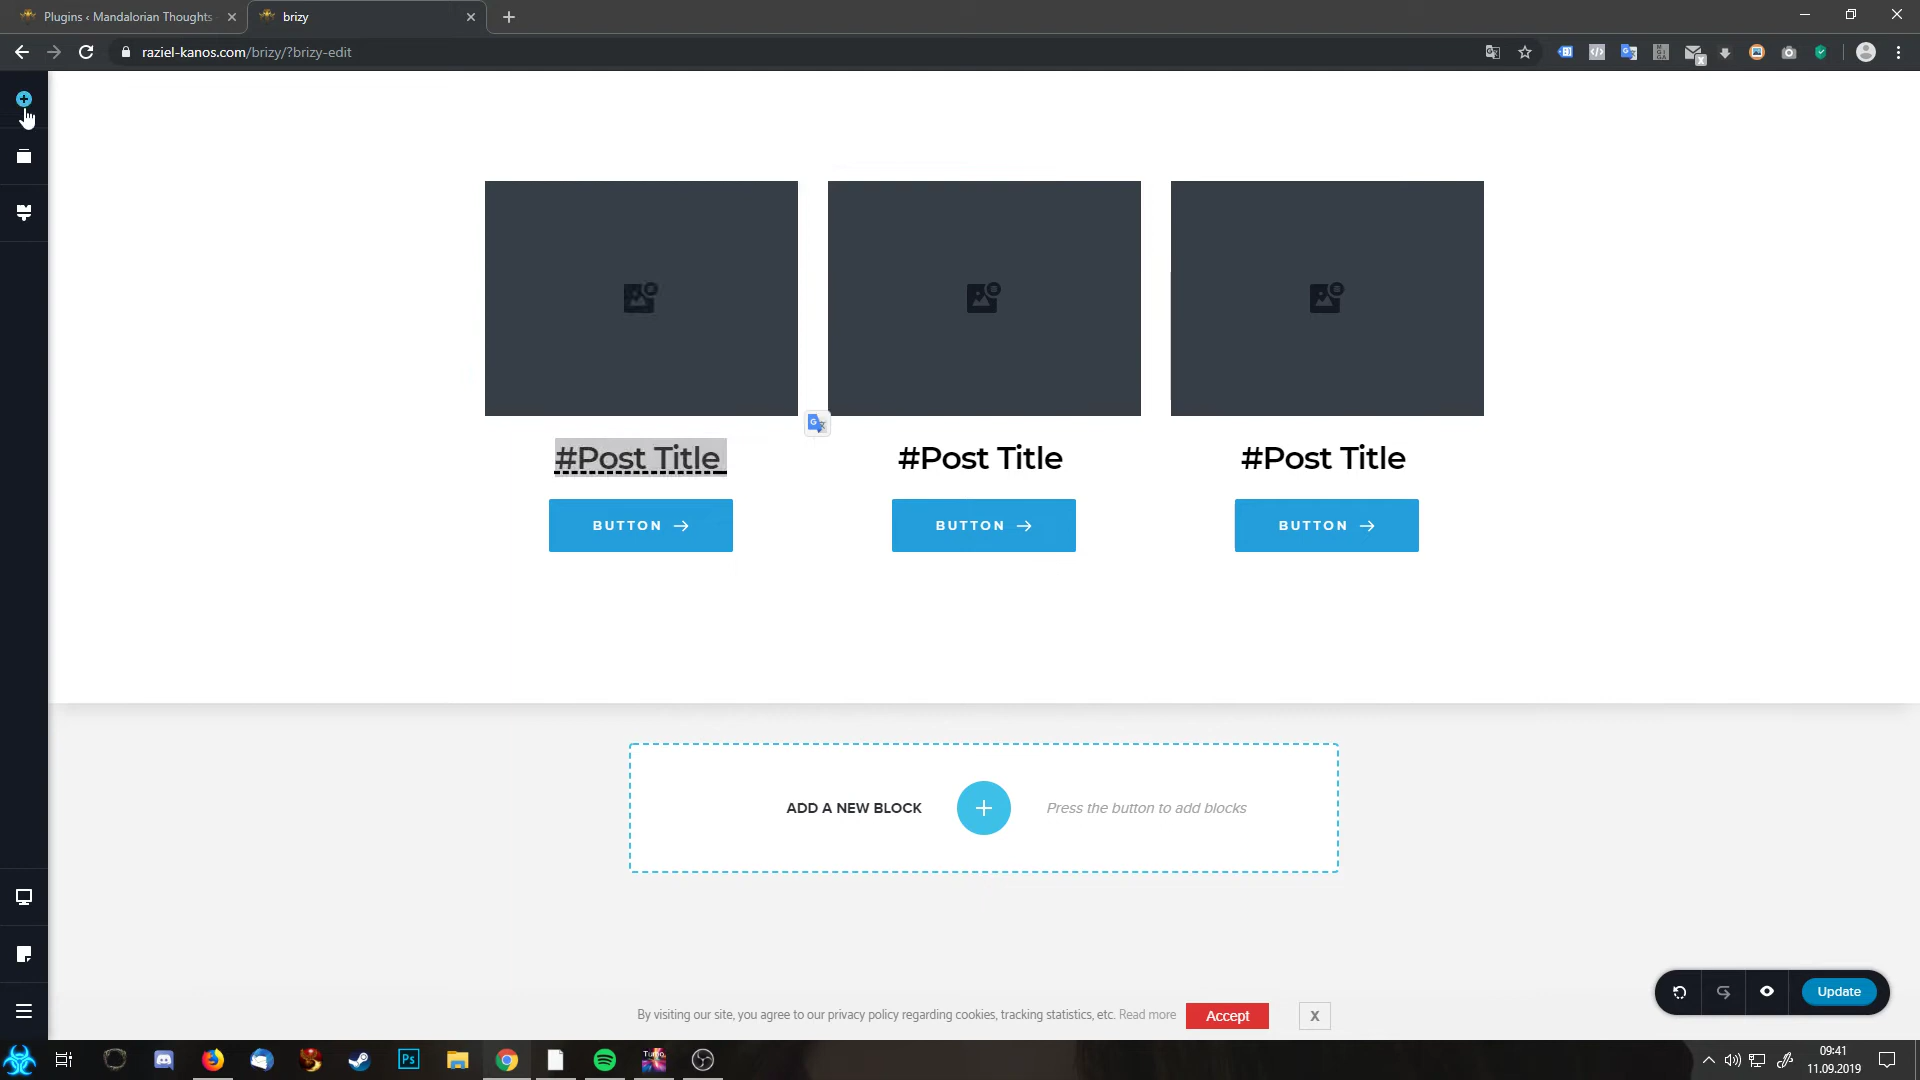 Plugins ‹ Mandalorian Thoughts
brizy
raziel-kanos.com/brizy/?brizy-edit
#Post Title
#Post Title
#Post Title
BUTTON
BUTTON
BUTTON
ADD A NEW BLOCK
Press the button to add blocks
Update
By visiting our site, you agree to our privacy policy regarding cookies, tracking statistics, etc. Read more
Accept
X
Ps
09:41
11.09.2019